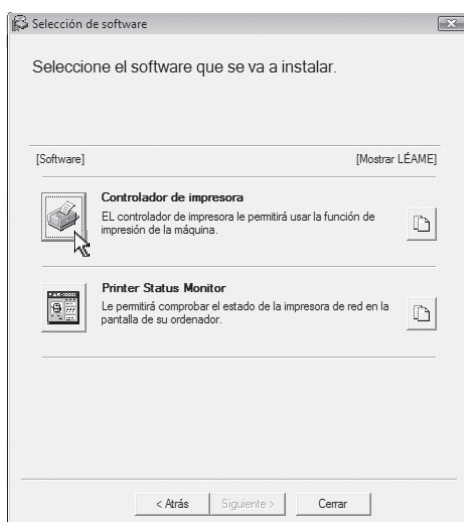 Selección de software
Seleccione el software que se va a instalar.
[Software] [Mostrar LÉAME]
Controlador de impresora
EL controlador de impresora le permitirá usar la función de
impresión de la máquina.
Printer Status Monitor
Le permitirá comprobar el estado de la impresora de red en la
pantalla de su ordenador.
< Atrás Siguiente > Cerrar